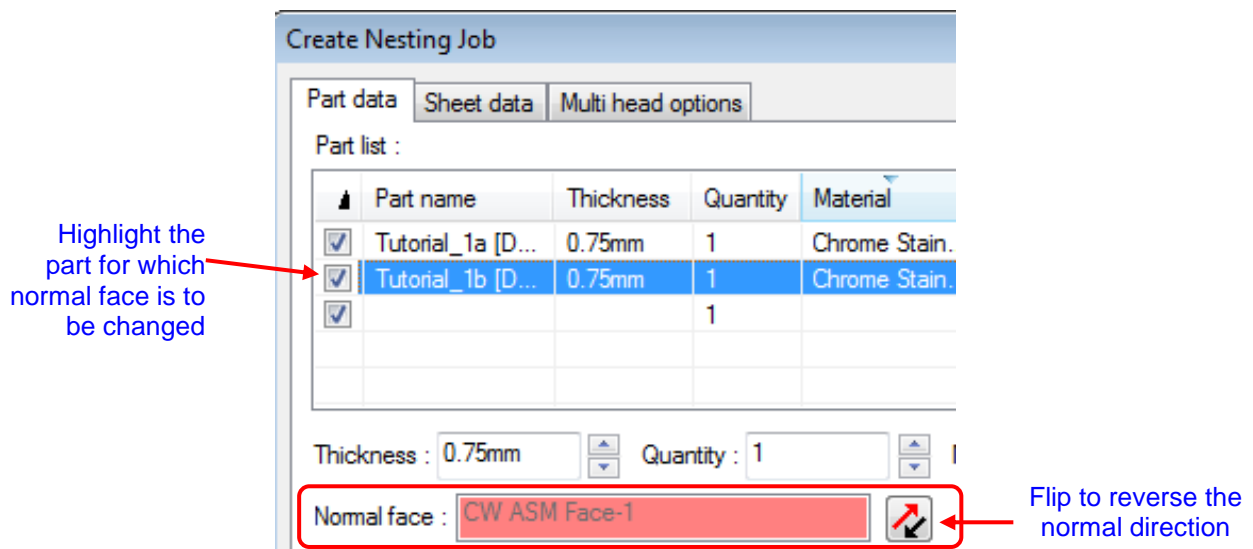 Create Nesting Job
Part data Sheet data Multi head options
Part list :
Part name Thickness Quantity Material
Tutorial_1a [D... 0.75mm 1 Chrome Stain.
Tutorial_1b [D... 0.75mm 1 Chrome Stain.
1
Highlight the
part for which
normal face is to
be changed
Thickness : 0.75mm Quantity : 1
Normal face : CW ASM Face-1
Flip to reverse the
normal direction